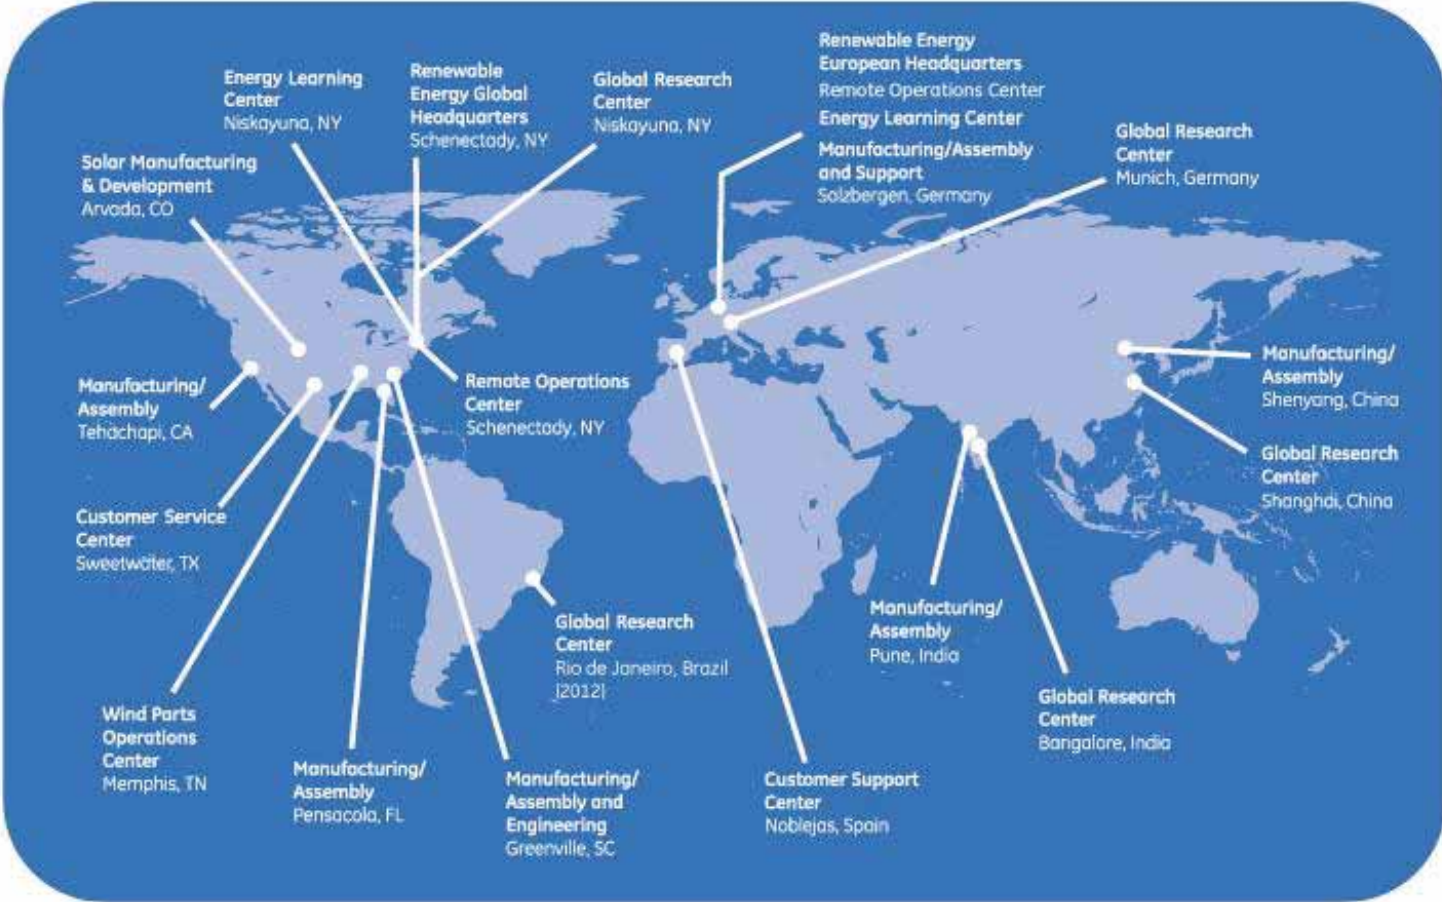 Energy Learning
Center
Niskayuna, NY
Renewable
Energy Global
Headquarters
Schenectady, NY
Global Research
Center
Niskayuna, NY
Renewable Energy
European Headquarters
Remote Operations Center
Energy Learning Center
Manufacturing/Assembly
and Support
Salzbergen, Germany
Global Research
Center
Munich, Germany
Solar Manufacturing
& Development
Arvada, CO
Manufacturing/
Assembly
Tehachapi, CA
Remote Operations
Center
Schenectady, NY
Manufacturing/
Assembly
Shenyang, China
Global Research
Center
Shanghai, China
Customer Service
Center
Sweetwater, TX
Global Research
Center
Rio de Janeiro, Brazil
(2012)
Manufacturing/
Assembly
Pune, India
Global Research
Center
Bangalore, India
Wind Parts
Operations
Center
Memphis, TN
Manufacturing/
Assembly
Pensacola, FL
Manufacturing/
Assembly and
Engineering
Greenville, SC
Customer Support
Center
Noblejas, Spain